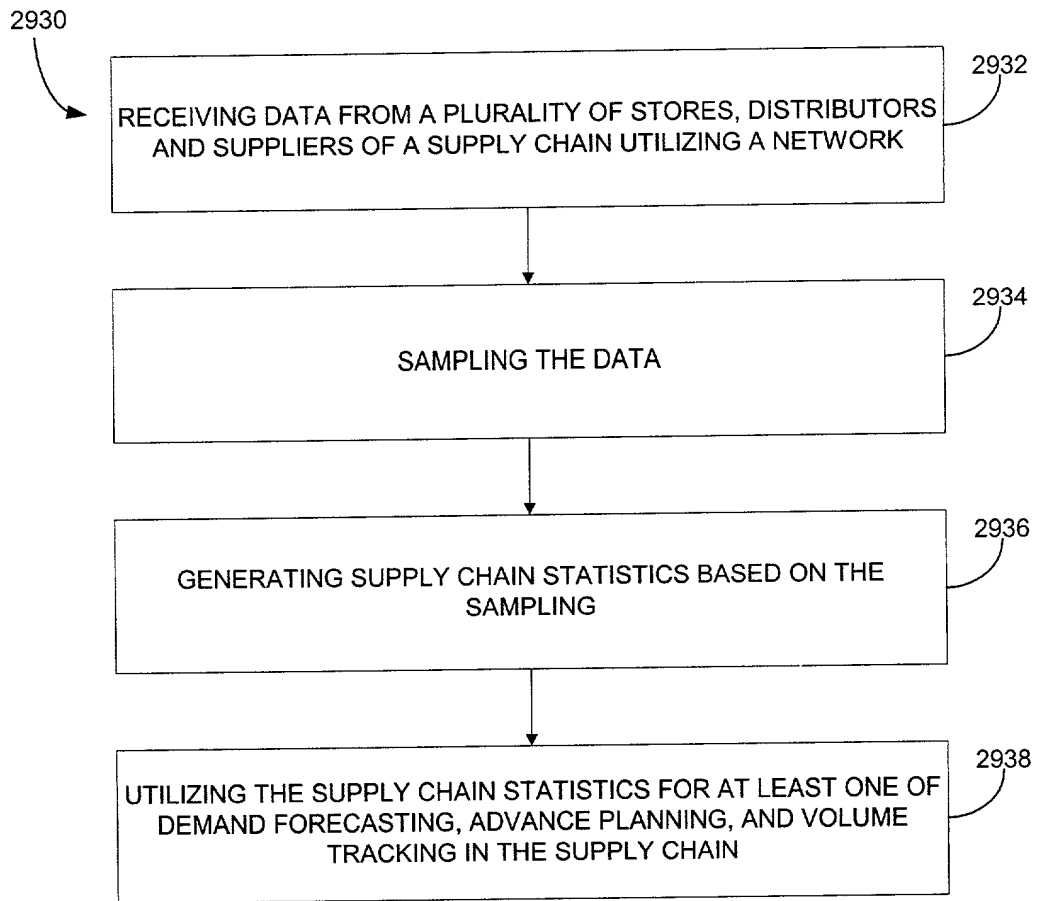 2930
2932
RECEIVING DATA FROM A PLURALITY OF STORES, DISTRIBUTORS
AND SUPPLIERS OF A SUPPLY CHAIN UTILIZING A NETWORK
2934
SAMPLING THE DATA
2936
GENERATING SUPPLY CHAIN STATISTICS BASED ON THE
SAMPLING
2938
UTILIZING THE SUPPLY CHAIN STATISTICS FOR AT LEAST ONE OF
DEMAND FORECASTING, ADVANCE PLANNING, AND VOLUME
TRACKING IN THE SUPPLY CHAIN